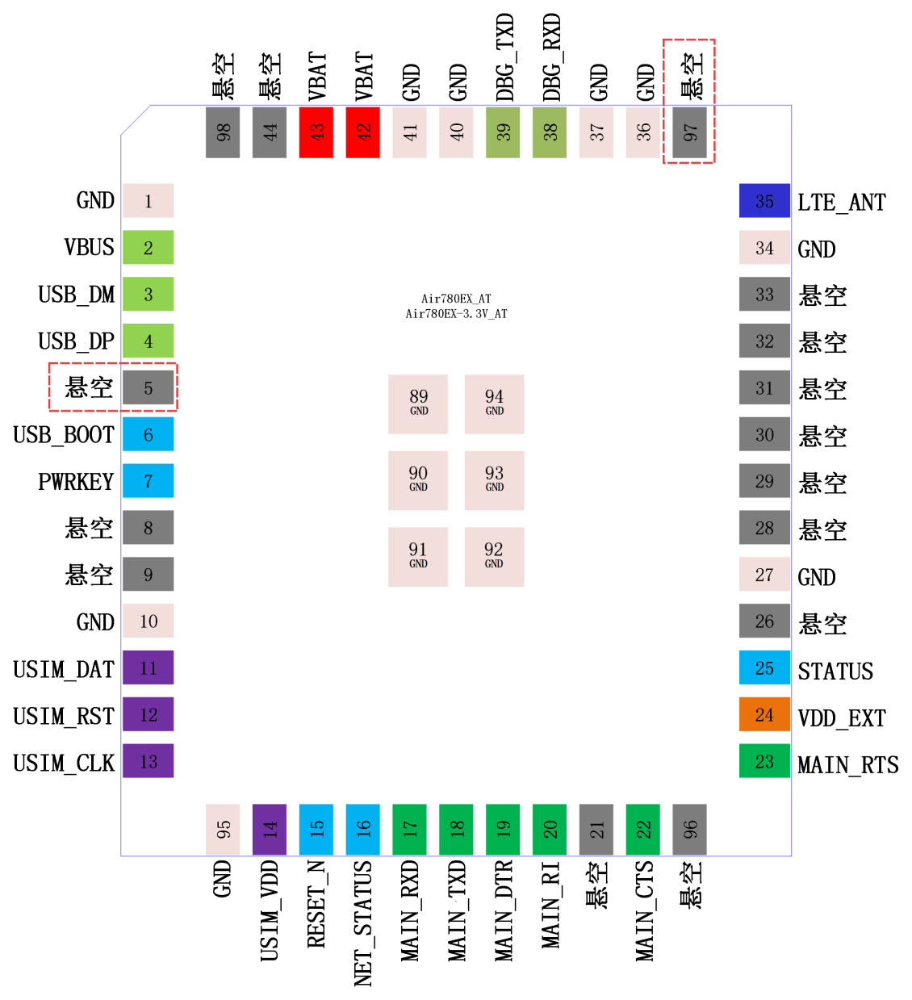 悬空
悬空
VBAT
VBAT
GND
GND
DBG_TXD
DBG_RXD
GND
GND
悬空
98
44
43
42
41
40
39
38
37
36
97
GND 1
VBUS 2
USB_DM 3
USB_DP 4
悬空 5
USB_BOOT 6
PWRKEY 7
悬空 8
悬空 9
GND 10
USIM_DAT 11
USIM_RST 12
USIM_CLK 13
Air780EX_AT
Air780EX-3.3V_AT
89
GND
94
GND
90
GND
93
GND
91
GND
92
GND
35 LTE_ANT
34 GND
33 悬空
32 悬空
31 悬空
30 悬空
29 悬空
28 悬空
27 GND
26 悬空
25 STATUS
24 VDD_EXT
23 MAIN_RTS
95
14
15
16
17
18
19
20
21
22
96
GND
USIM_VDD
RESET_N
NET_STATUS
MAIN_RXD
MAIN_TXD
MAIN_DTR
MAIN_RI
悬空
MAIN_CTS
悬空